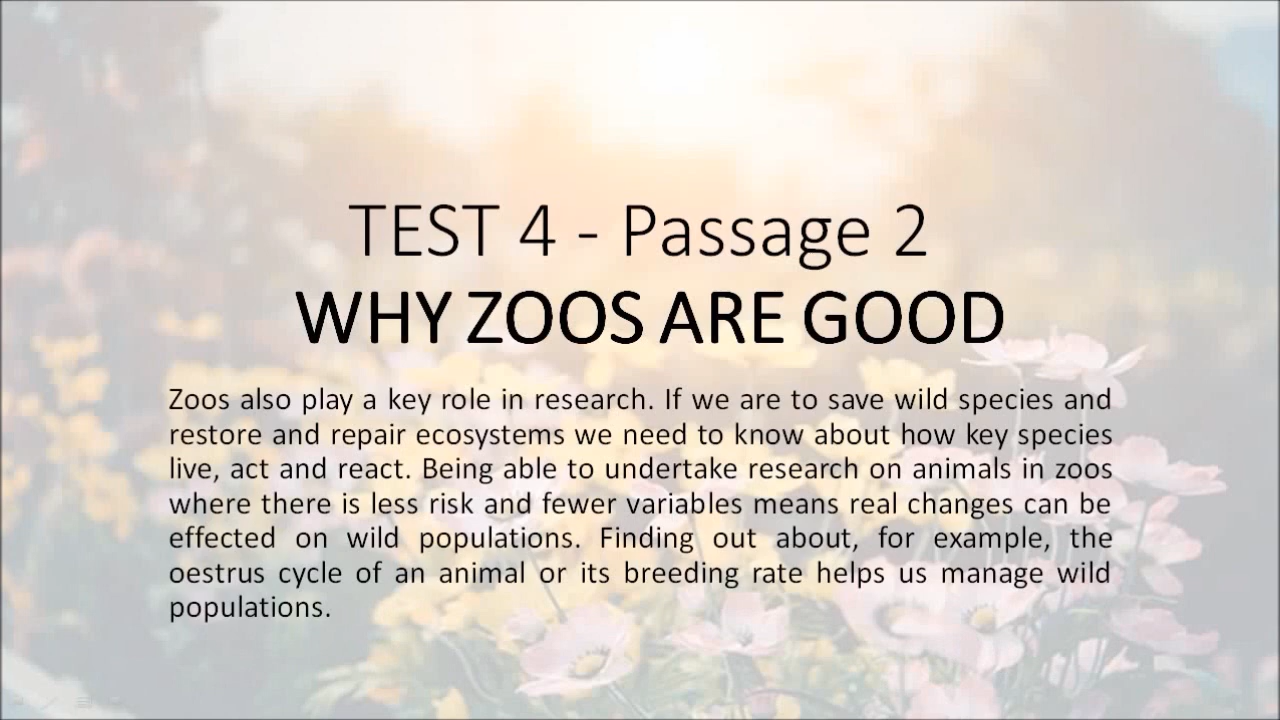 TEST 4 - Passage 2
WHY ZOOS ARE GOOD
Zoos also play a key role in research. If we are to save wild species and
restore and repair ecosystems we need to know about how key species
live, act and react. Being able to undertake research on animals in zoos
where there is less risk and fewer variables means real changes can be
effected on wild populations. Finding out about, for example, the
oestrus cycle of an animal or its breeding rate helps us manage wild
populations.